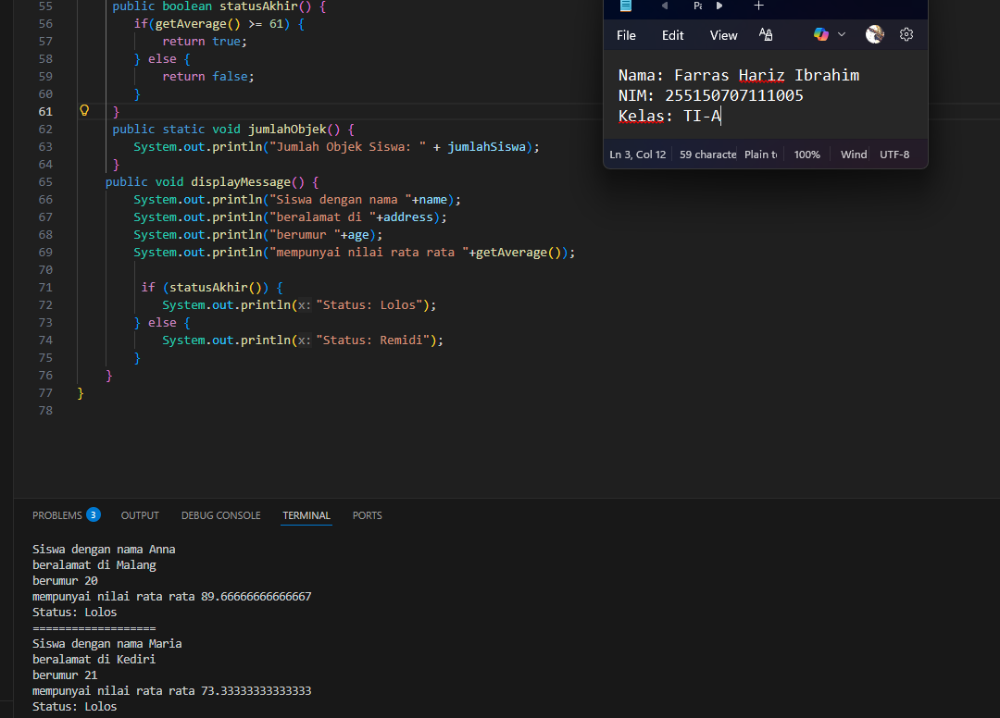 55 public boolean statusAkhir() {
56 if(getAverage() >= 61) {
57 return true;
58 } else {
59 return false;
60 }
61 }
62 public static void jumlahObjek() {
63 System.out.println("Jumlah Objek Siswa: " + jumlahSiswa);
64 }
65 public void displayMessage() {
66 System.out.println("Siswa dengan nama "+name);
67 System.out.println("beralamat di "+address);
68 System.out.println("berumur "+age);
69 System.out.println("mempunyai nilai rata rata "+getAverage());
70
71 if (statusAkhir()) {
72 System.out.println(x: "Status: Lolos");
73 } else {
74 System.out.println(x: "Status: Remidi");
75 }
76 }
77 }
78
File Edit View
Nama: Farras Hariz Ibrahim
NIM: 255150707111005
Kelas: TI-A
Ln 3, Col 12 59 characte Plain t 100% Wind UTF-8
PROBLEMS 3 OUTPUT DEBUG CONSOLE TERMINAL PORTS
Siswa dengan nama Anna
beralamat di Malang
berumur 20
mempunyai nilai rata rata 89.66666666666667
Status: Lolos
===================
Siswa dengan nama Maria
beralamat di Kediri
berumur 21
mempunyai nilai rata rata 73.33333333333333
Status: Lolos